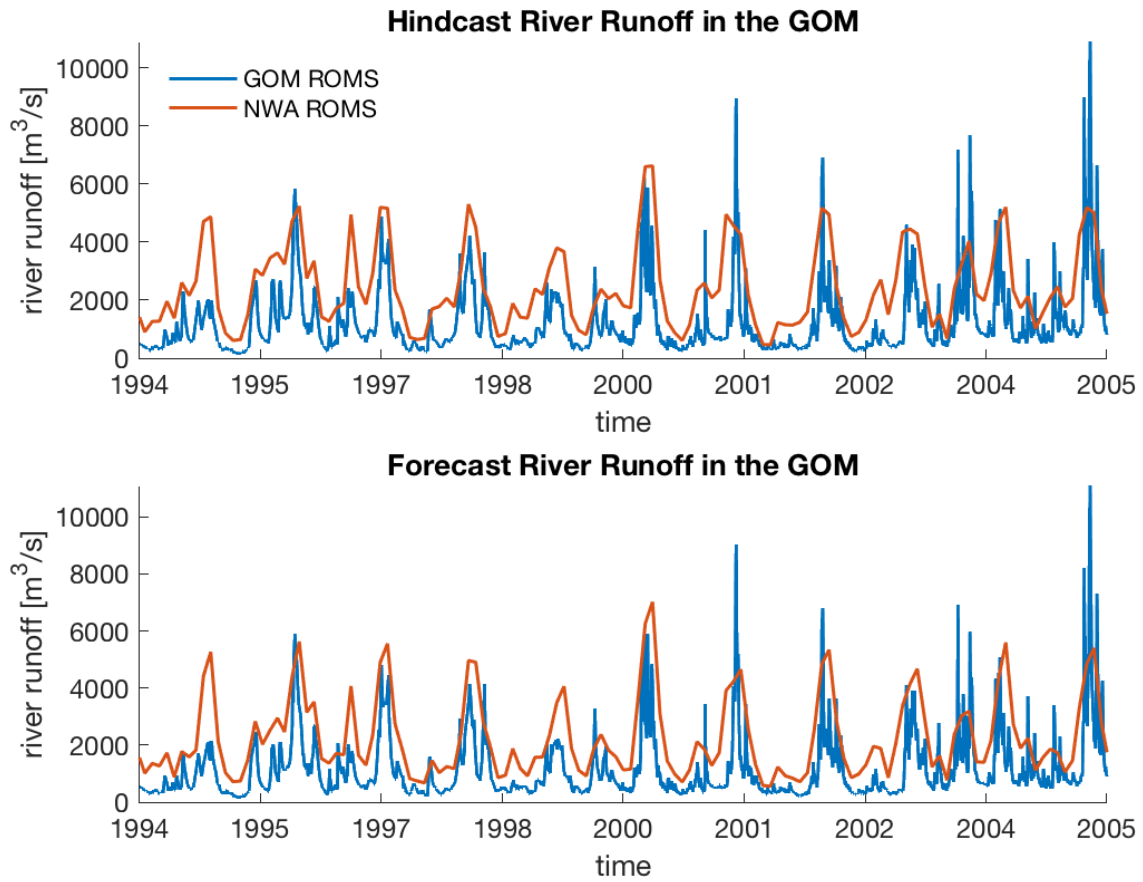 Hindcast River Runoff in the GOM
GOM ROMS
NWA ROMS
river runoff [m³/s]
10000
8000
6000
4000
2000
0
1994 1995 1997 1998 2000 2001 2002 2004 2005
time
Forecast River Runoff in the GOM
river runoff [m³/s]
10000
8000
6000
4000
2000
0
1994 1995 1997 1998 2000 2001 2002 2004 2005
time